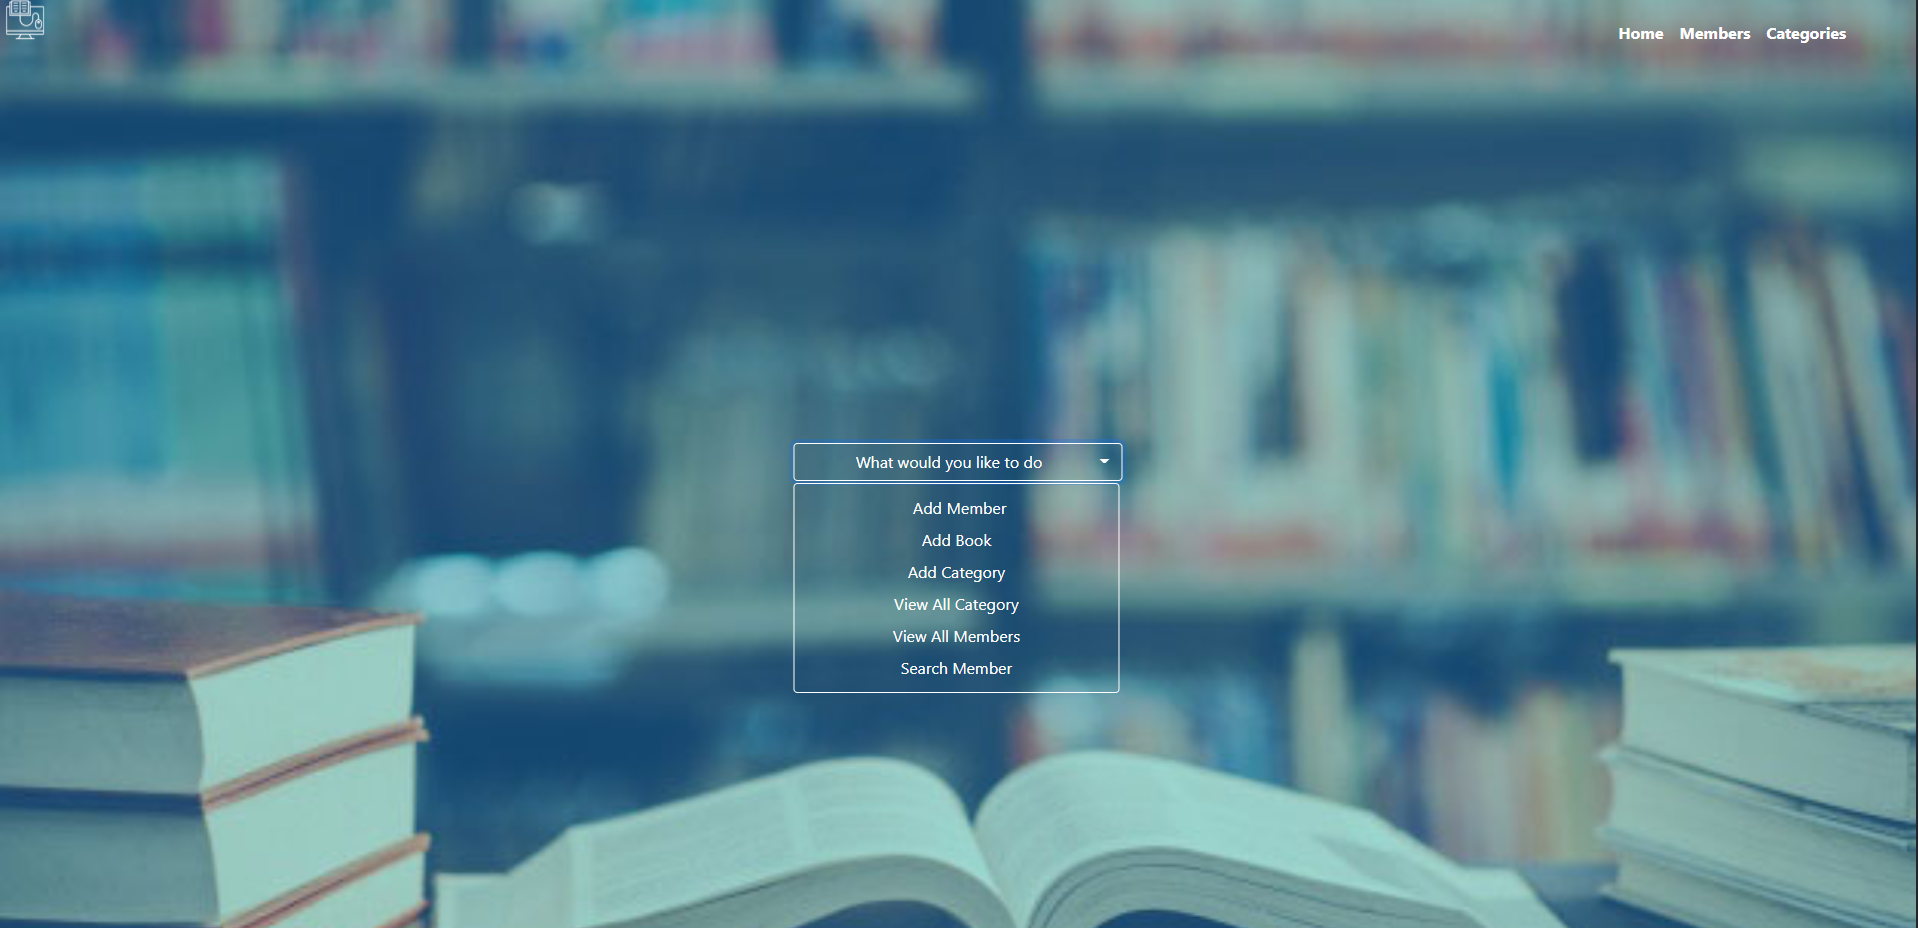 Home Members Categories
What would you like to do
Add Member
Add Book
Add Category
View All Category
View All Members
Search Member